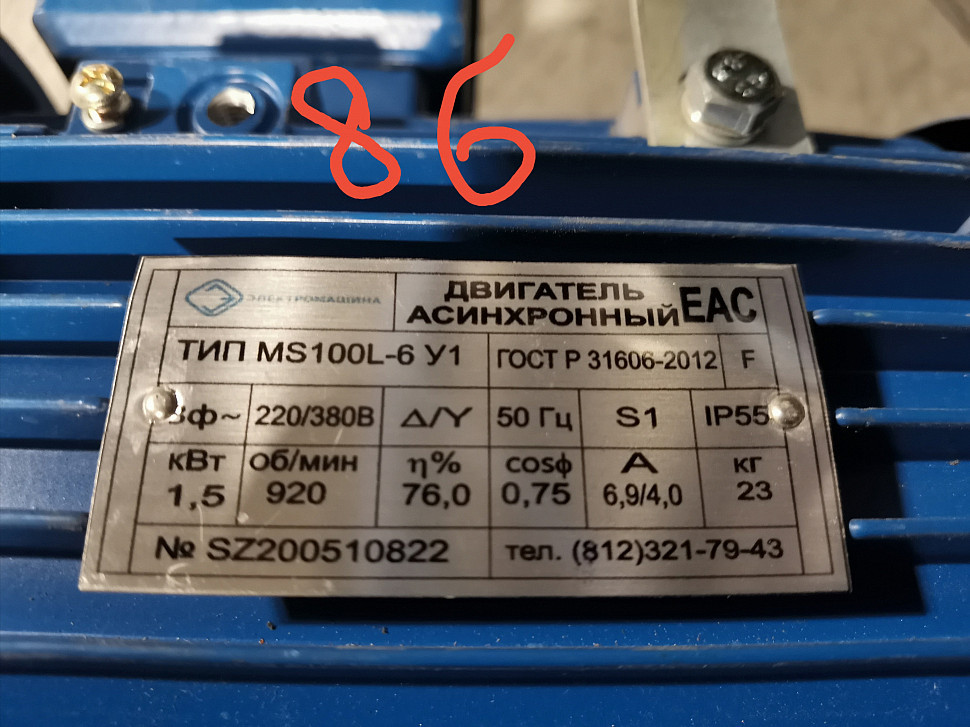 86
ЭЛЕКТРОМАШИНА
ДВИГАТЕЛЬ
АСИНХРОННЫЙ
ЕАС
ТИП MS100L-6 У1 ГОСТ Р 31606-2012 F
3ф~ 220/380В Δ/Y 50 Гц S1 IP55
кВт об/мин η% cosϕ А кг
1,5 920 76,0 0,75 6,9/4,0 23
№ SZ200510822 тел. (812)321-79-43